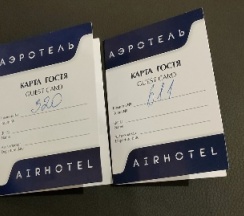 АЭРОТЕЛЬ
КАРТА ГОСТЯ
GUEST CARD
320
AIRHOTEL
АЭРОТЕЛЬ
КАРТА ГОСТЯ
GUEST CARD
611
AIRHOTEL